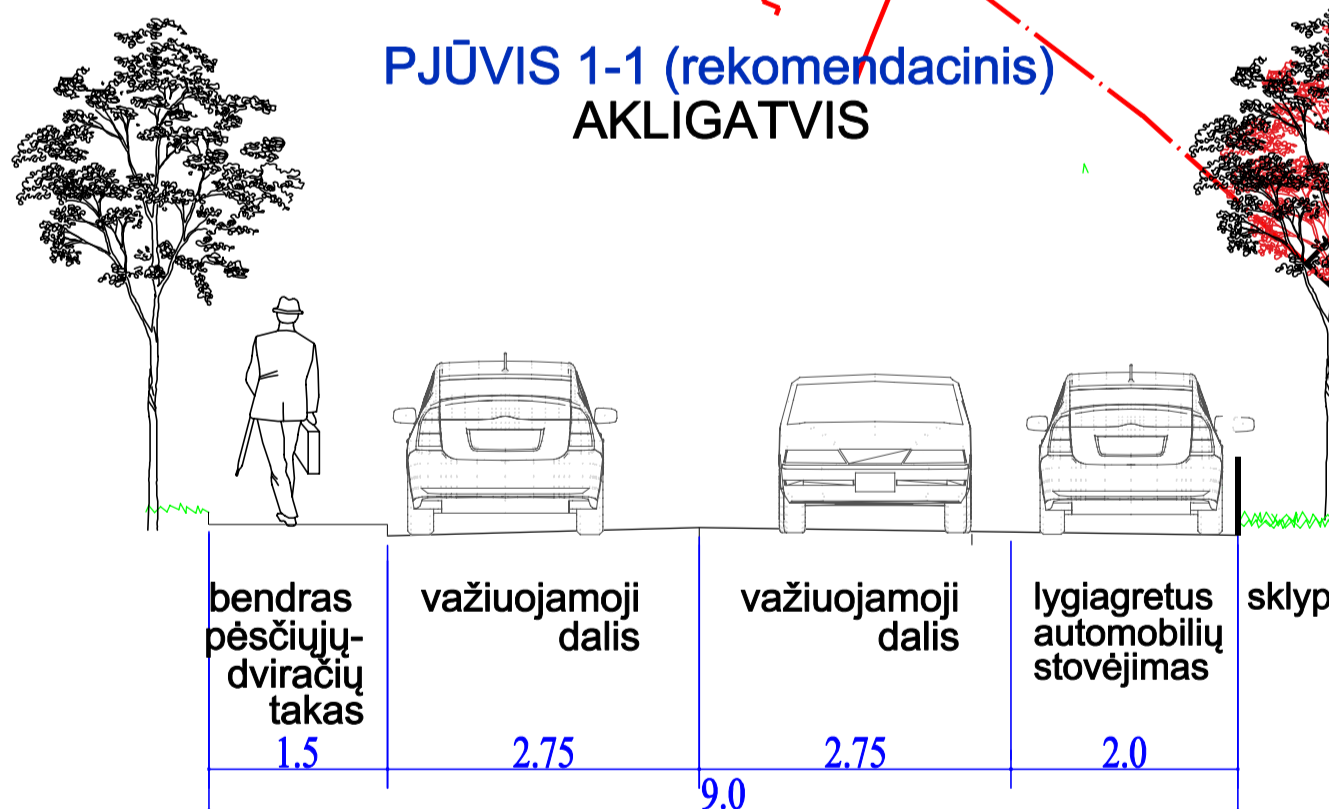 PJŪVIS 1-1 (rekomendacinis)
AKLIGATVIS
bendras
pėsčiųjų-
dviračių
takas
važiuojamoji
dalis
važiuojamoji
dalis
lygiagretus
automobilių
stovėjimas
sklyp
1.5
2.75
2.75
2.0
9.0